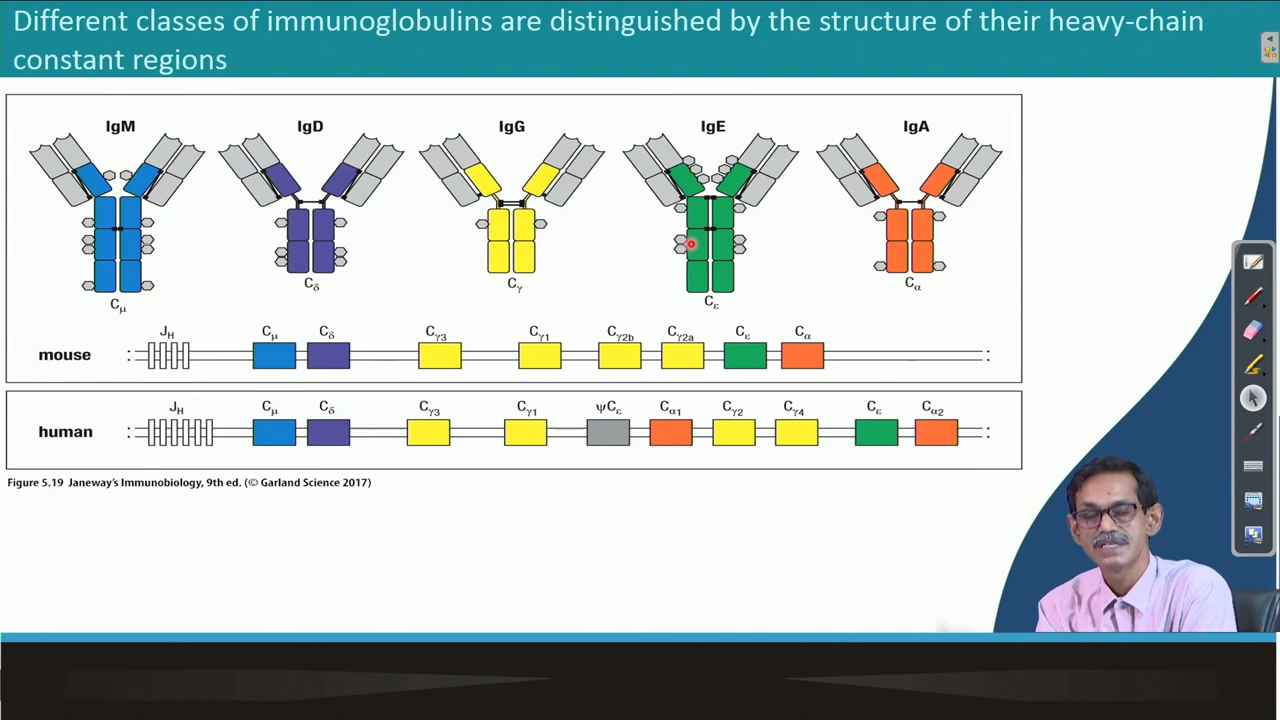 Different classes of immunoglobulins are distinguished by the structure of their heavy-chain
constant regions
IgM IgD IgG IgE IgA
Cμ Cδ Cγ Cε Cα
JH Cμ Cδ Cγ3 Cγ1 Cγ2b Cγ2a Cε Cα
mouse
JH Cμ Cδ Cγ3 Cγ1 ψCε Cα1 Cγ2 Cγ4 Cε Cα2
human
Figure 5.19 Janeway's Immunobiology, 9th ed. (© Garland Science 2017)